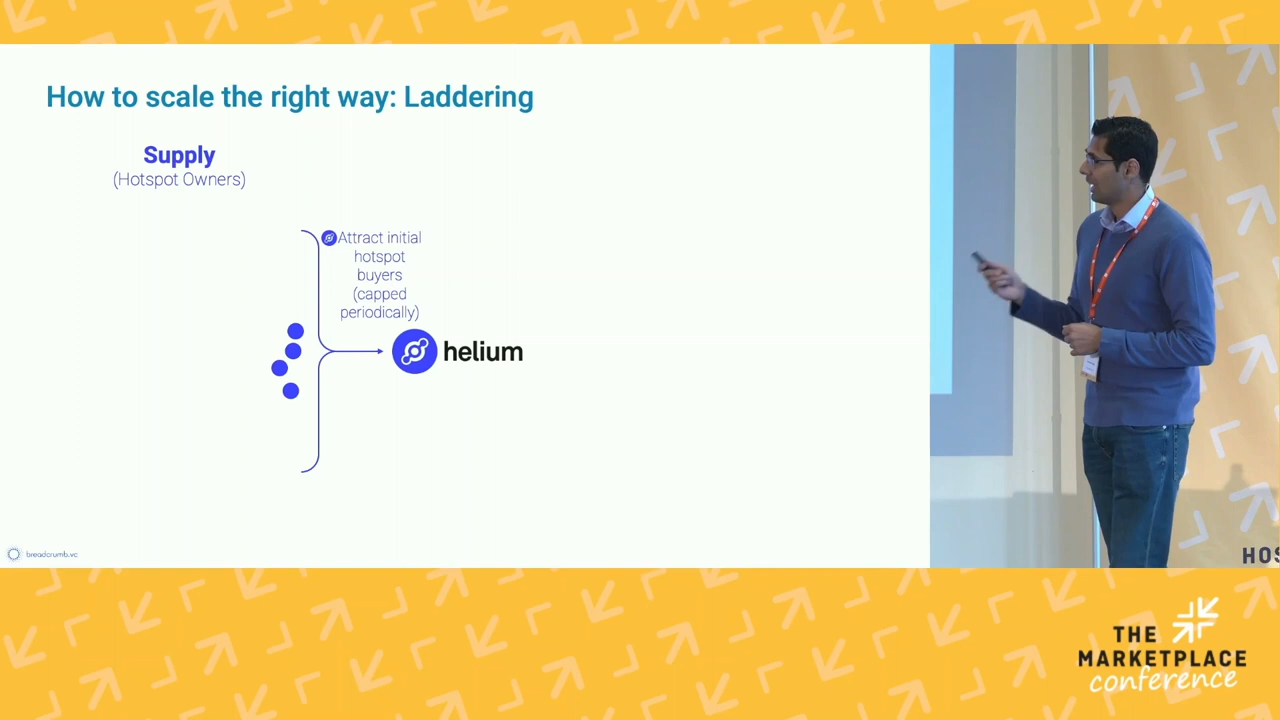 How to scale the right way: Laddering
Supply
(Hotspot Owners)
Attract initial
hotspot
buyers
(capped
periodically)
helium
breadcrumb.vc
HOS
THE
MARKETPLACE
conference